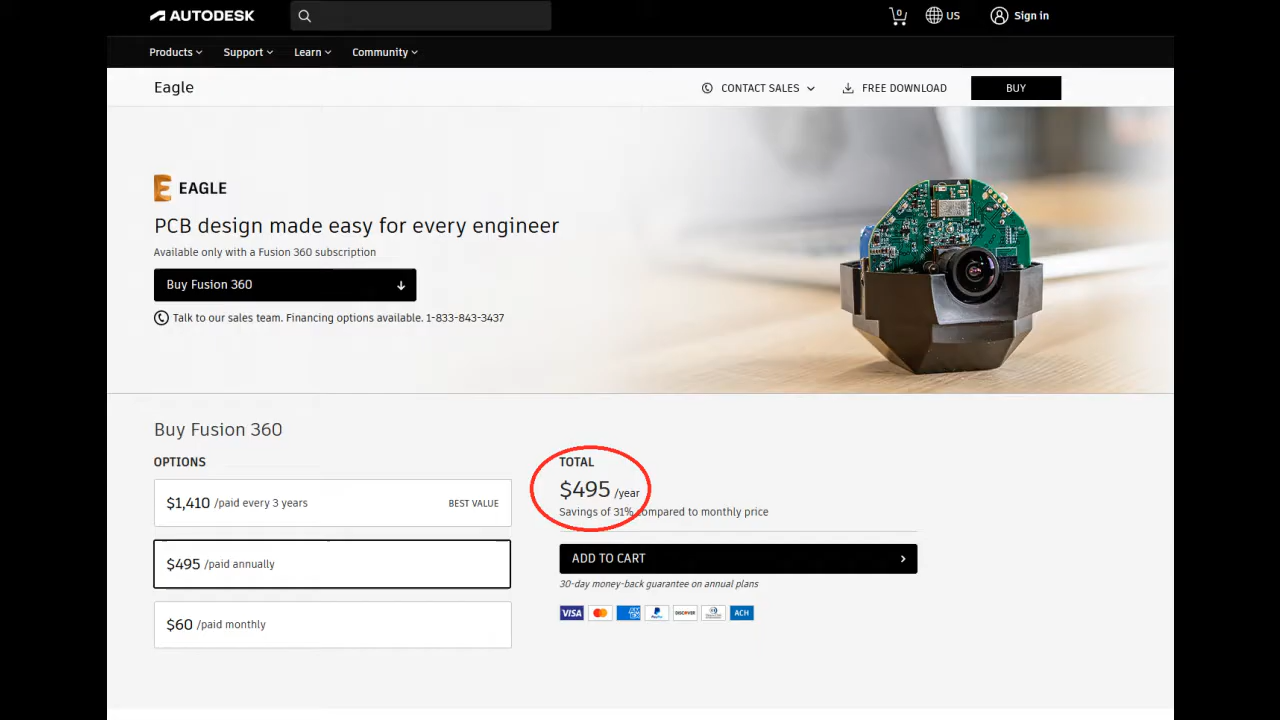 AUTODESK
0
US
Sign in
Products
Support
Learn
Community
Eagle
CONTACT SALES
FREE DOWNLOAD
BUY
E EAGLE
PCB design made easy for every engineer
Available only with a Fusion 360 subscription
Buy Fusion 360
Talk to our sales team. Financing options available. 1-833-843-3437
Buy Fusion 360
OPTIONS
$1,410 /paid every 3 years
BEST VALUE
$495 /paid annually
$60 /paid monthly
TOTAL
$495 /year
Savings of 31% compared to monthly price
ADD TO CART
30-day money-back guarantee on annual plans
VISA
AM EX
PayPal
DISCOVER
ACH